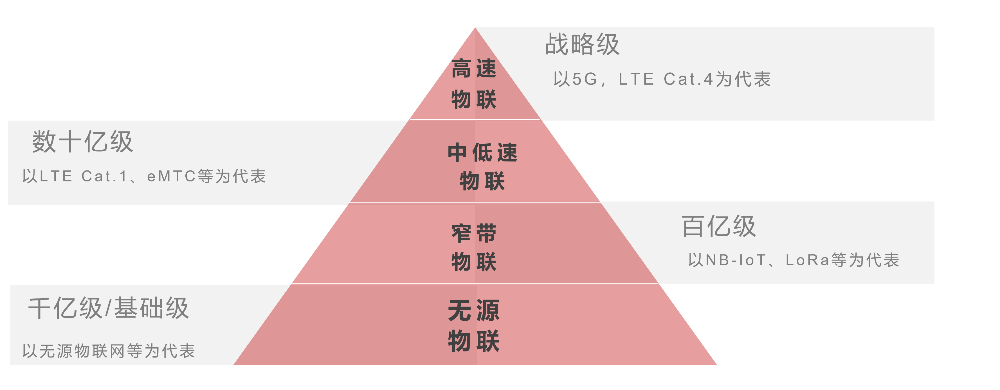 战略级
以5G，LTE Cat.4为代表
高速
物联
数十亿级
以LTE Cat.1、eMTC等为代表
中低速
物联
百亿级
以NB-IoT、LoRa等为代表
窄带
物联
千亿级/基础级
以无源物联网等为代表
无源
物联